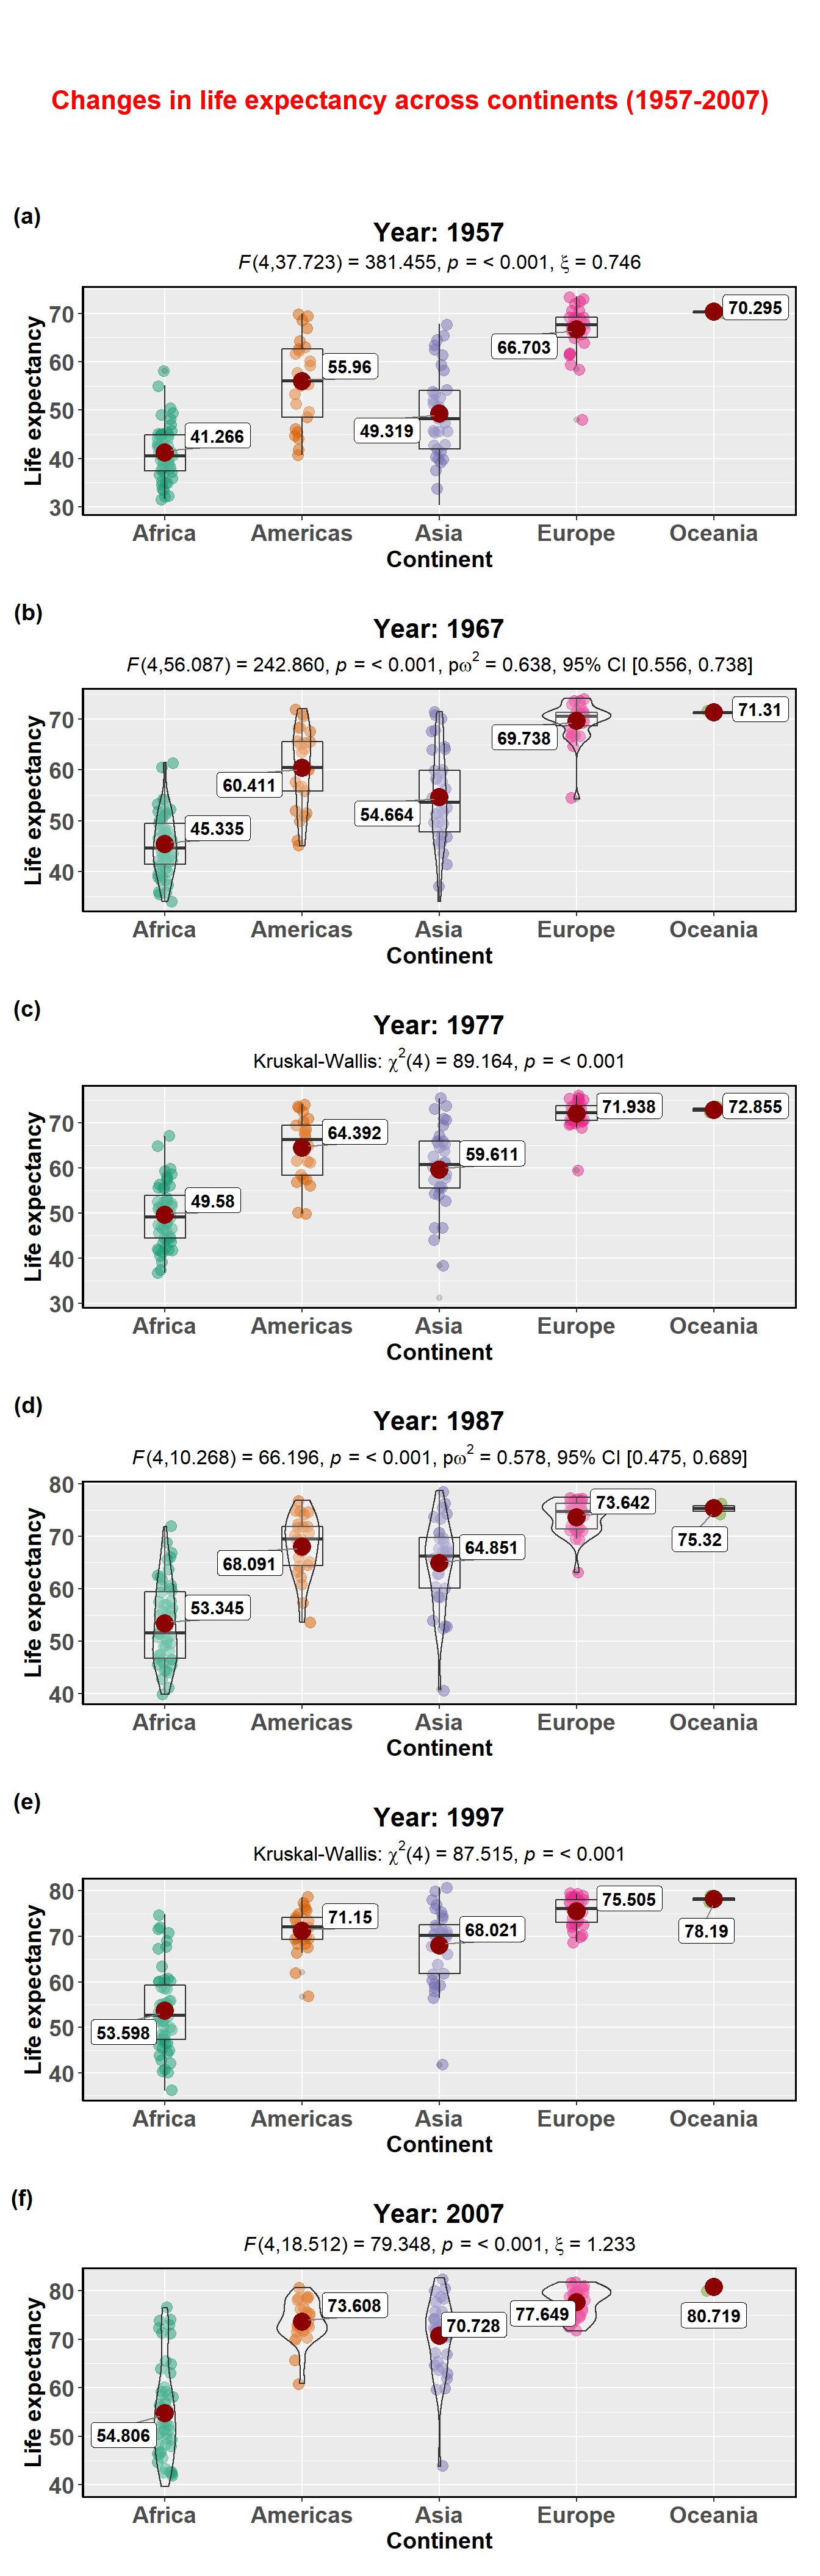 Changes in life expectancy across continents (1957-2007)
(a)
Year: 1957
F(4,37.723) = 381.455, p = < 0.001, ξ = 0.746
Life expectancy
70
60
50
40
30
41.266
55.96
49.319
66.703
70.295
Africa Americas Asia Europe Oceania
Continent
(b)
Year: 1967
F(4,56.087) = 242.860, p = < 0.001, pω² = 0.638, 95% CI [0.556, 0.738]
Life expectancy
70
60
50
40
45.335
60.411
54.664
69.738
71.31
Africa Americas Asia Europe Oceania
Continent
(c)
Year: 1977
Kruskal-Wallis: χ²(4) = 89.164, p = < 0.001
Life expectancy
70
60
50
40
30
49.58
64.392
59.611
71.938
72.855
Africa Americas Asia Europe Oceania
Continent
(d)
Year: 1987
F(4,10.268) = 66.196, p = < 0.001, pω² = 0.578, 95% CI [0.475, 0.689]
Life expectancy
80
70
60
50
40
53.345
68.091
64.851
73.642
75.32
Africa Americas Asia Europe Oceania
Continent
(e)
Year: 1997
Kruskal-Wallis: χ²(4) = 87.515, p = < 0.001
Life expectancy
80
70
60
50
40
53.598
71.15
68.021
75.505
78.19
Africa Americas Asia Europe Oceania
Continent
(f)
Year: 2007
F(4,18.512) = 79.348, p = < 0.001, ξ = 1.233
Life expectancy
80
70
60
50
40
54.806
73.608
70.728
77.649
80.719
Africa Americas Asia Europe Oceania
Continent